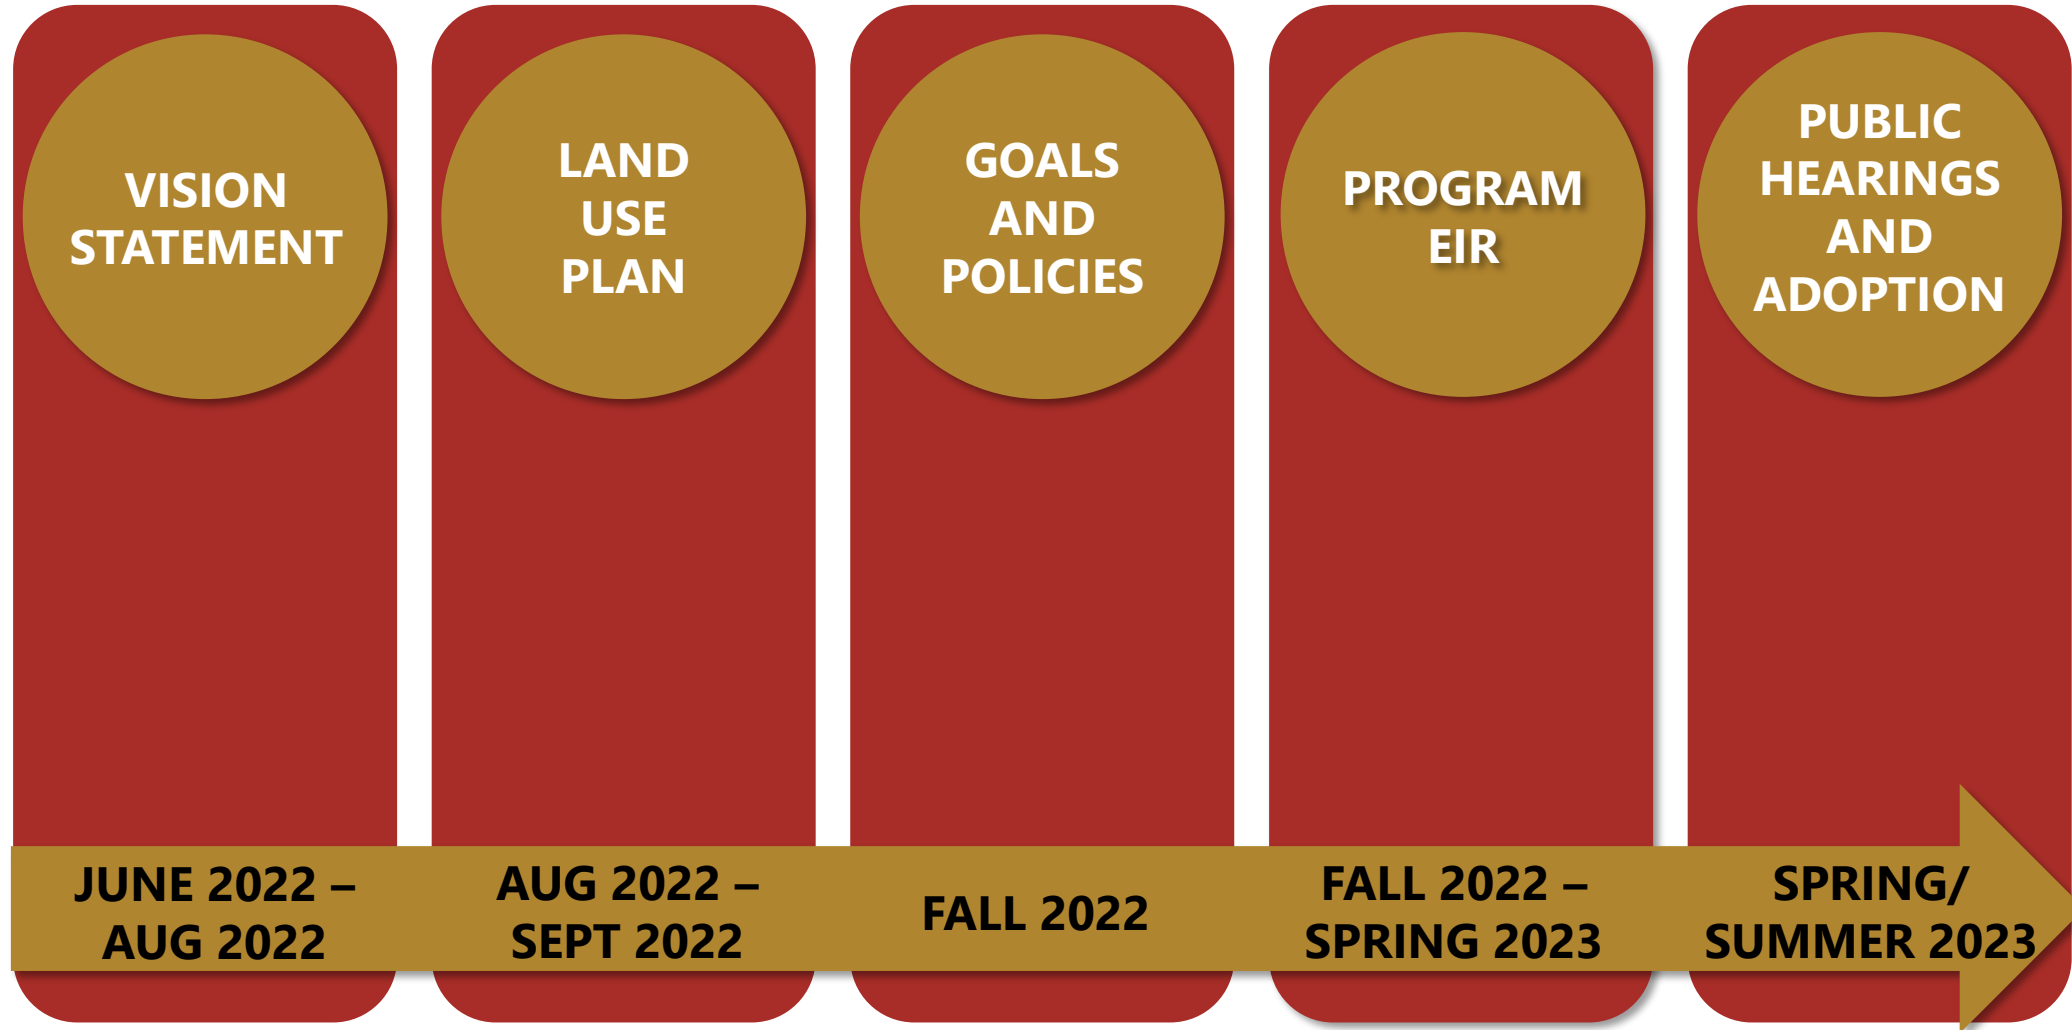 VISION
STATEMENT
LAND
USE
PLAN
GOALS
AND
POLICIES
PROGRAM
EIR
PUBLIC
HEARINGS
AND
ADOPTION
JUNE 2022 –
AUG 2022
AUG 2022 –
SEPT 2022
FALL 2022
FALL 2022 –
SPRING 2023
SPRING/
SUMMER 2023